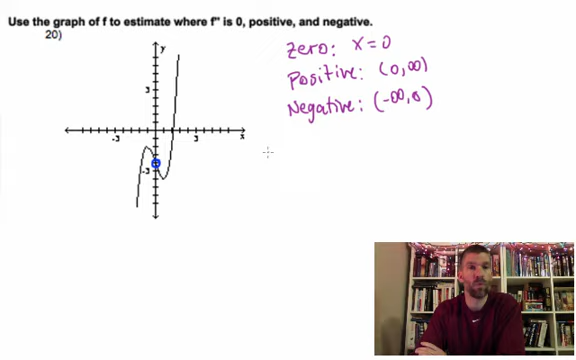 Use the graph of f to estimate where f" is 0, positive, and negative.
20)
y
3
-3
3
x
-3
Zero: x=0
Positive: (0,∞)
Negative: (-∞,0)